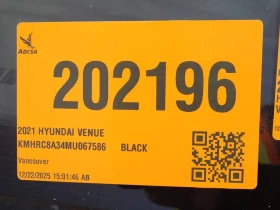 ADESA
202196
2021 HYUNDAI VENUE
KMHRC8A34MU067586 BLACK
Vancouver
12/22/2025 15:01:46 AB